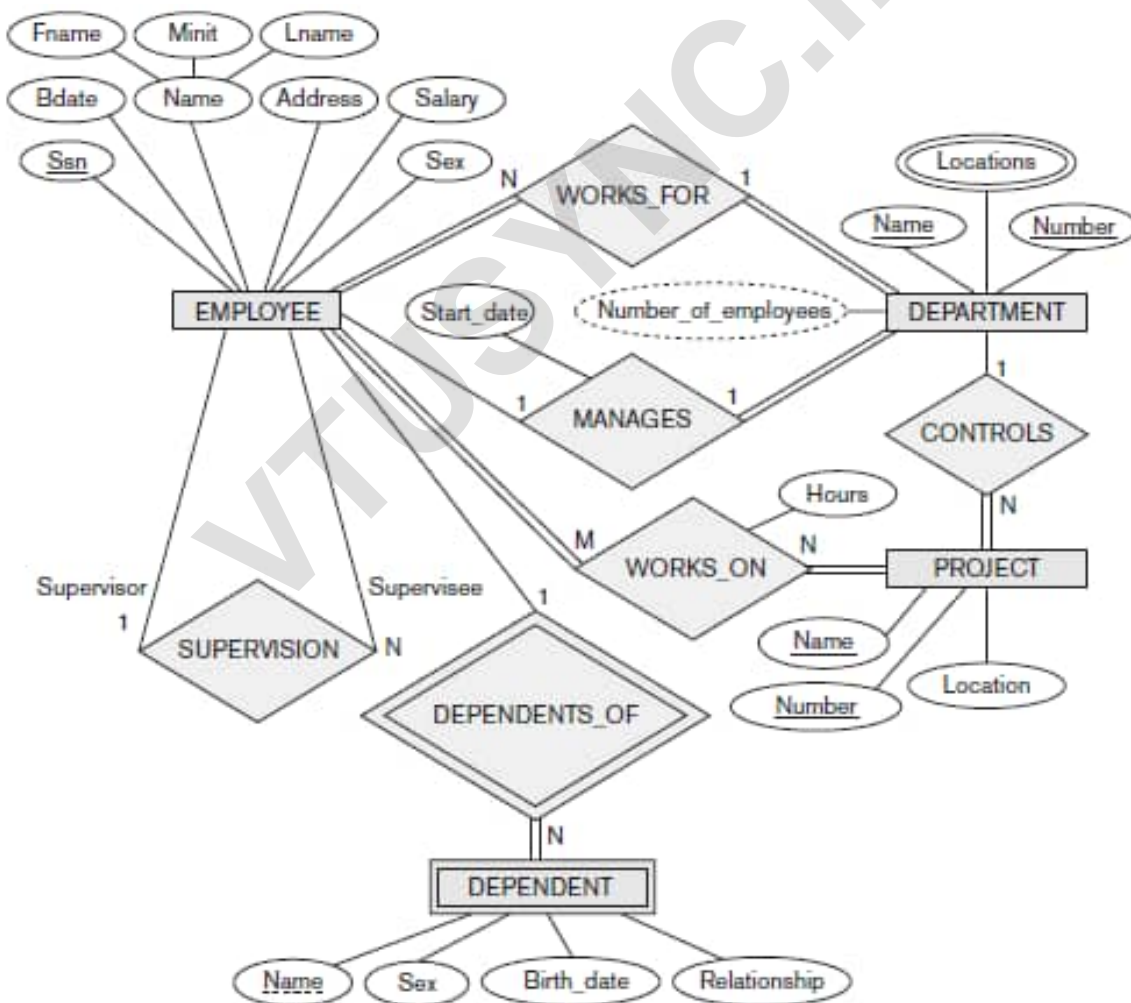 Fname Minit Lname
Bdate Name Address Salary
Ssn Sex
N WORKS_FOR 1
Locations
Name Number
EMPLOYEE
Start_date
Number_of_employees
DEPARTMENT
1 MANAGES 1
1
CONTROLS
N
Hours
M WORKS_ON N
PROJECT
Supervisor
1
Supervisee
N
SUPERVISION
1
Name
Number
Location
DEPENDENTS_OF
N
DEPENDENT
Name Sex Birth_date Relationship